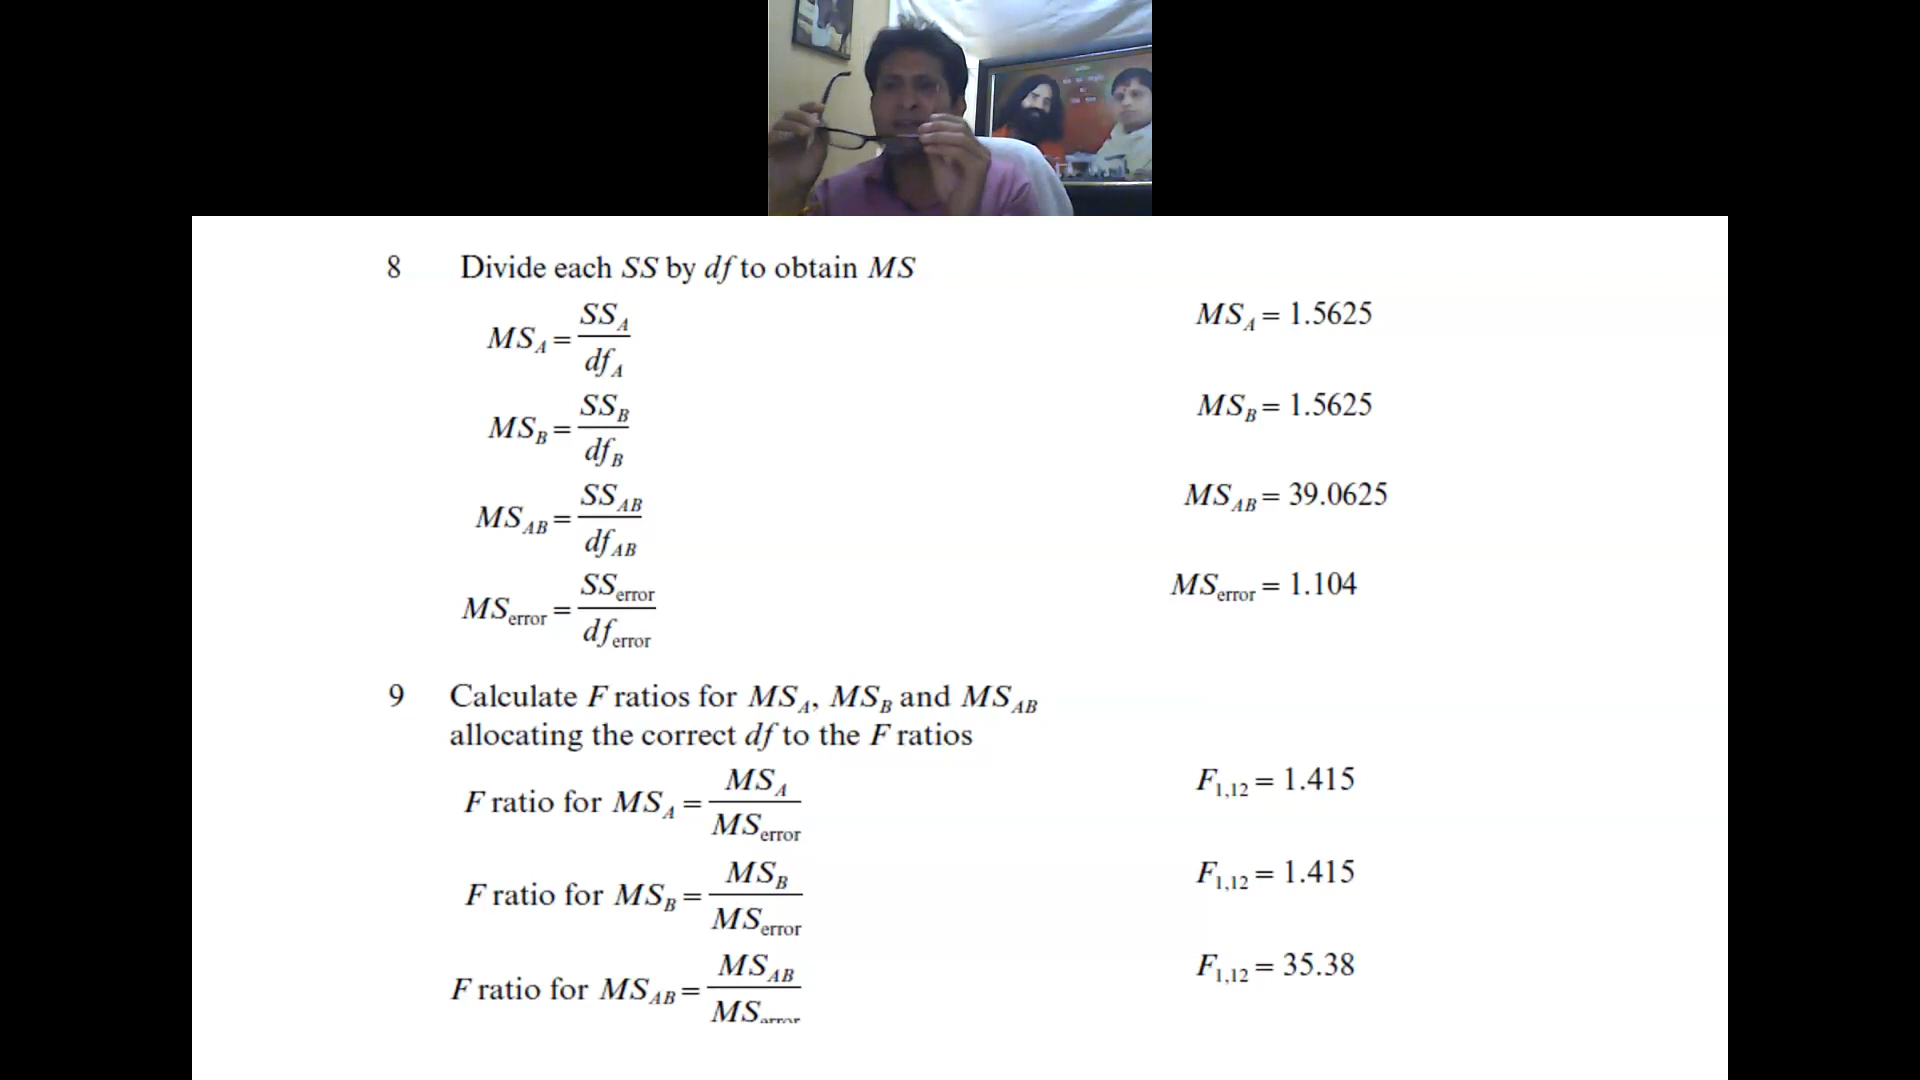 8 Divide each SS by df to obtain MS
MS_A = SS_A / df_A MS_A = 1.5625
MS_B = SS_B / df_B MS_B = 1.5625
MS_AB = SS_AB / df_AB MS_AB = 39.0625
MS_error = SS_error / df_error MS_error = 1.104
9 Calculate F ratios for MS_A, MS_B and MS_AB
allocating the correct df to the F ratios
F ratio for MS_A = MS_A / MS_error F_1,12 = 1.415
F ratio for MS_B = MS_B / MS_error F_1,12 = 1.415
F ratio for MS_AB = MS_AB / MS_error F_1,12 = 35.38